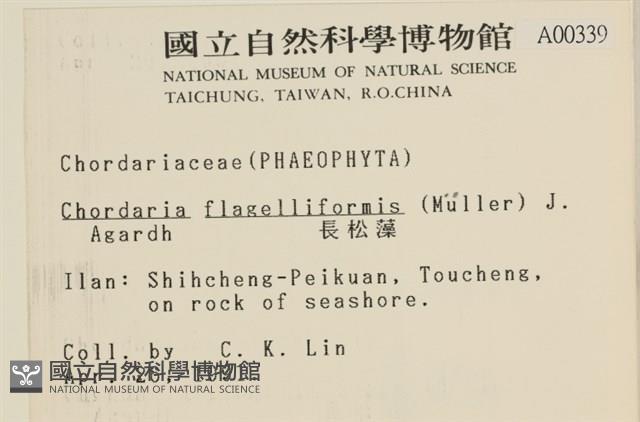 國立自然科學博物館 A00339
NATIONAL MUSEUM OF NATURAL SCIENCE
TAICHUNG, TAIWAN, R.O.CHINA
Chordariaceae(PHAEOPHYTA)
Chordaria flagelliformis (Müller) J.
Agardh 長松藻
Ilan: Shihcheng-Peikuan, Toucheng,
on rock of seashore.
Coll. by C. K. Lin
國立自然科學博物館
NATIONAL MUSEUM OF NATURAL SCIENCE